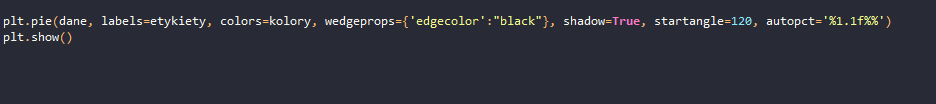 plt.pie(dane, labels=etykiety, colors=kolory, wedgeprops={'edgecolor':"black"}, shadow=True, startangle=120, autopct='%1.1f%%')
plt.show()